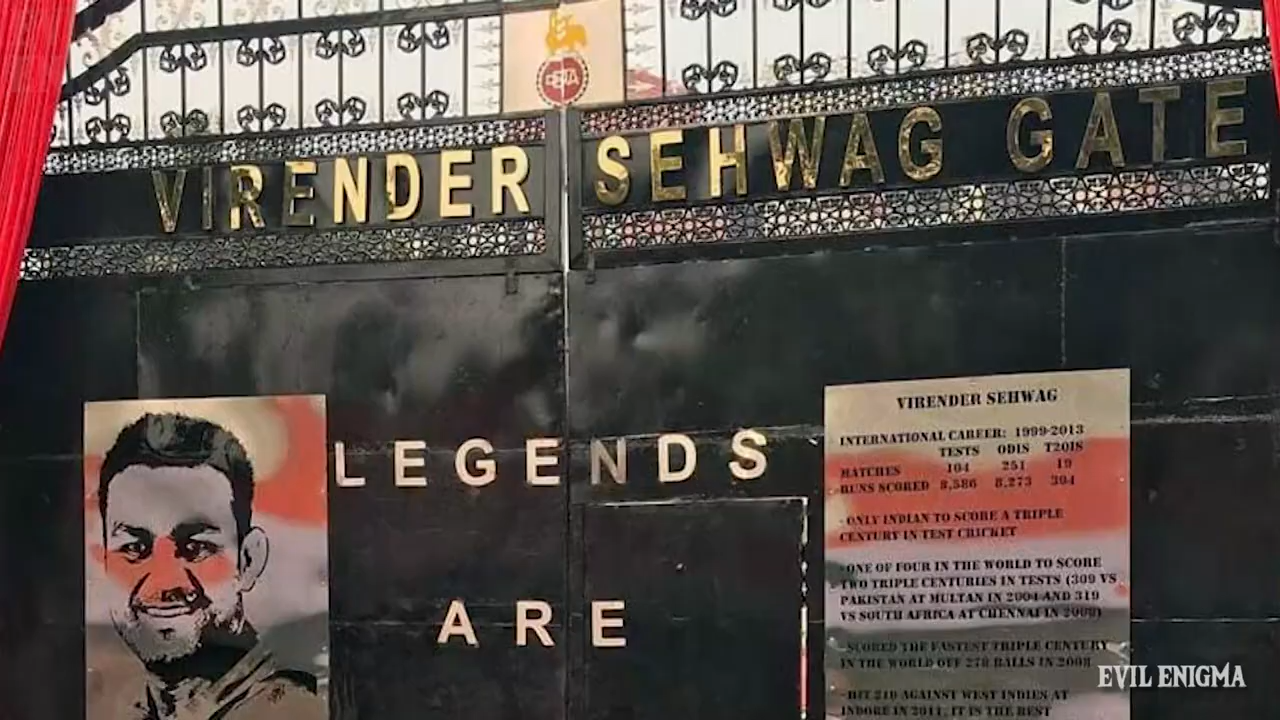 DDCA
VIRENDER SEHWAG GATE
LEGENDS
ARE
VIRENDER SEHWAG
INTERNATIONAL CAREER: 1999-2013
TESTS ODIS T20IS
MATCHES 104 251 19
RUNS SCORED 8,586 8,273 394
-ONLY INDIAN TO SCORE A TRIPLE
CENTURY IN TEST CRICKET
-ONE OF FOUR IN THE WORLD TO SCORE
TWO TRIPLE CENTURIES IN TESTS (309 VS
PAKISTAN AT MULTAN IN 2004 AND 319
VS SOUTH AFRICA AT CHENNAI IN 2008)
-SCORED THE FASTEST TRIPLE CENTURY
IN THE WORLD OFF 278 BALLS IN 2008
-HIT 219 AGAINST WEST INDIES AT
INDORE IN 2011, IT IS THE BEST
EVIL ENIGMA